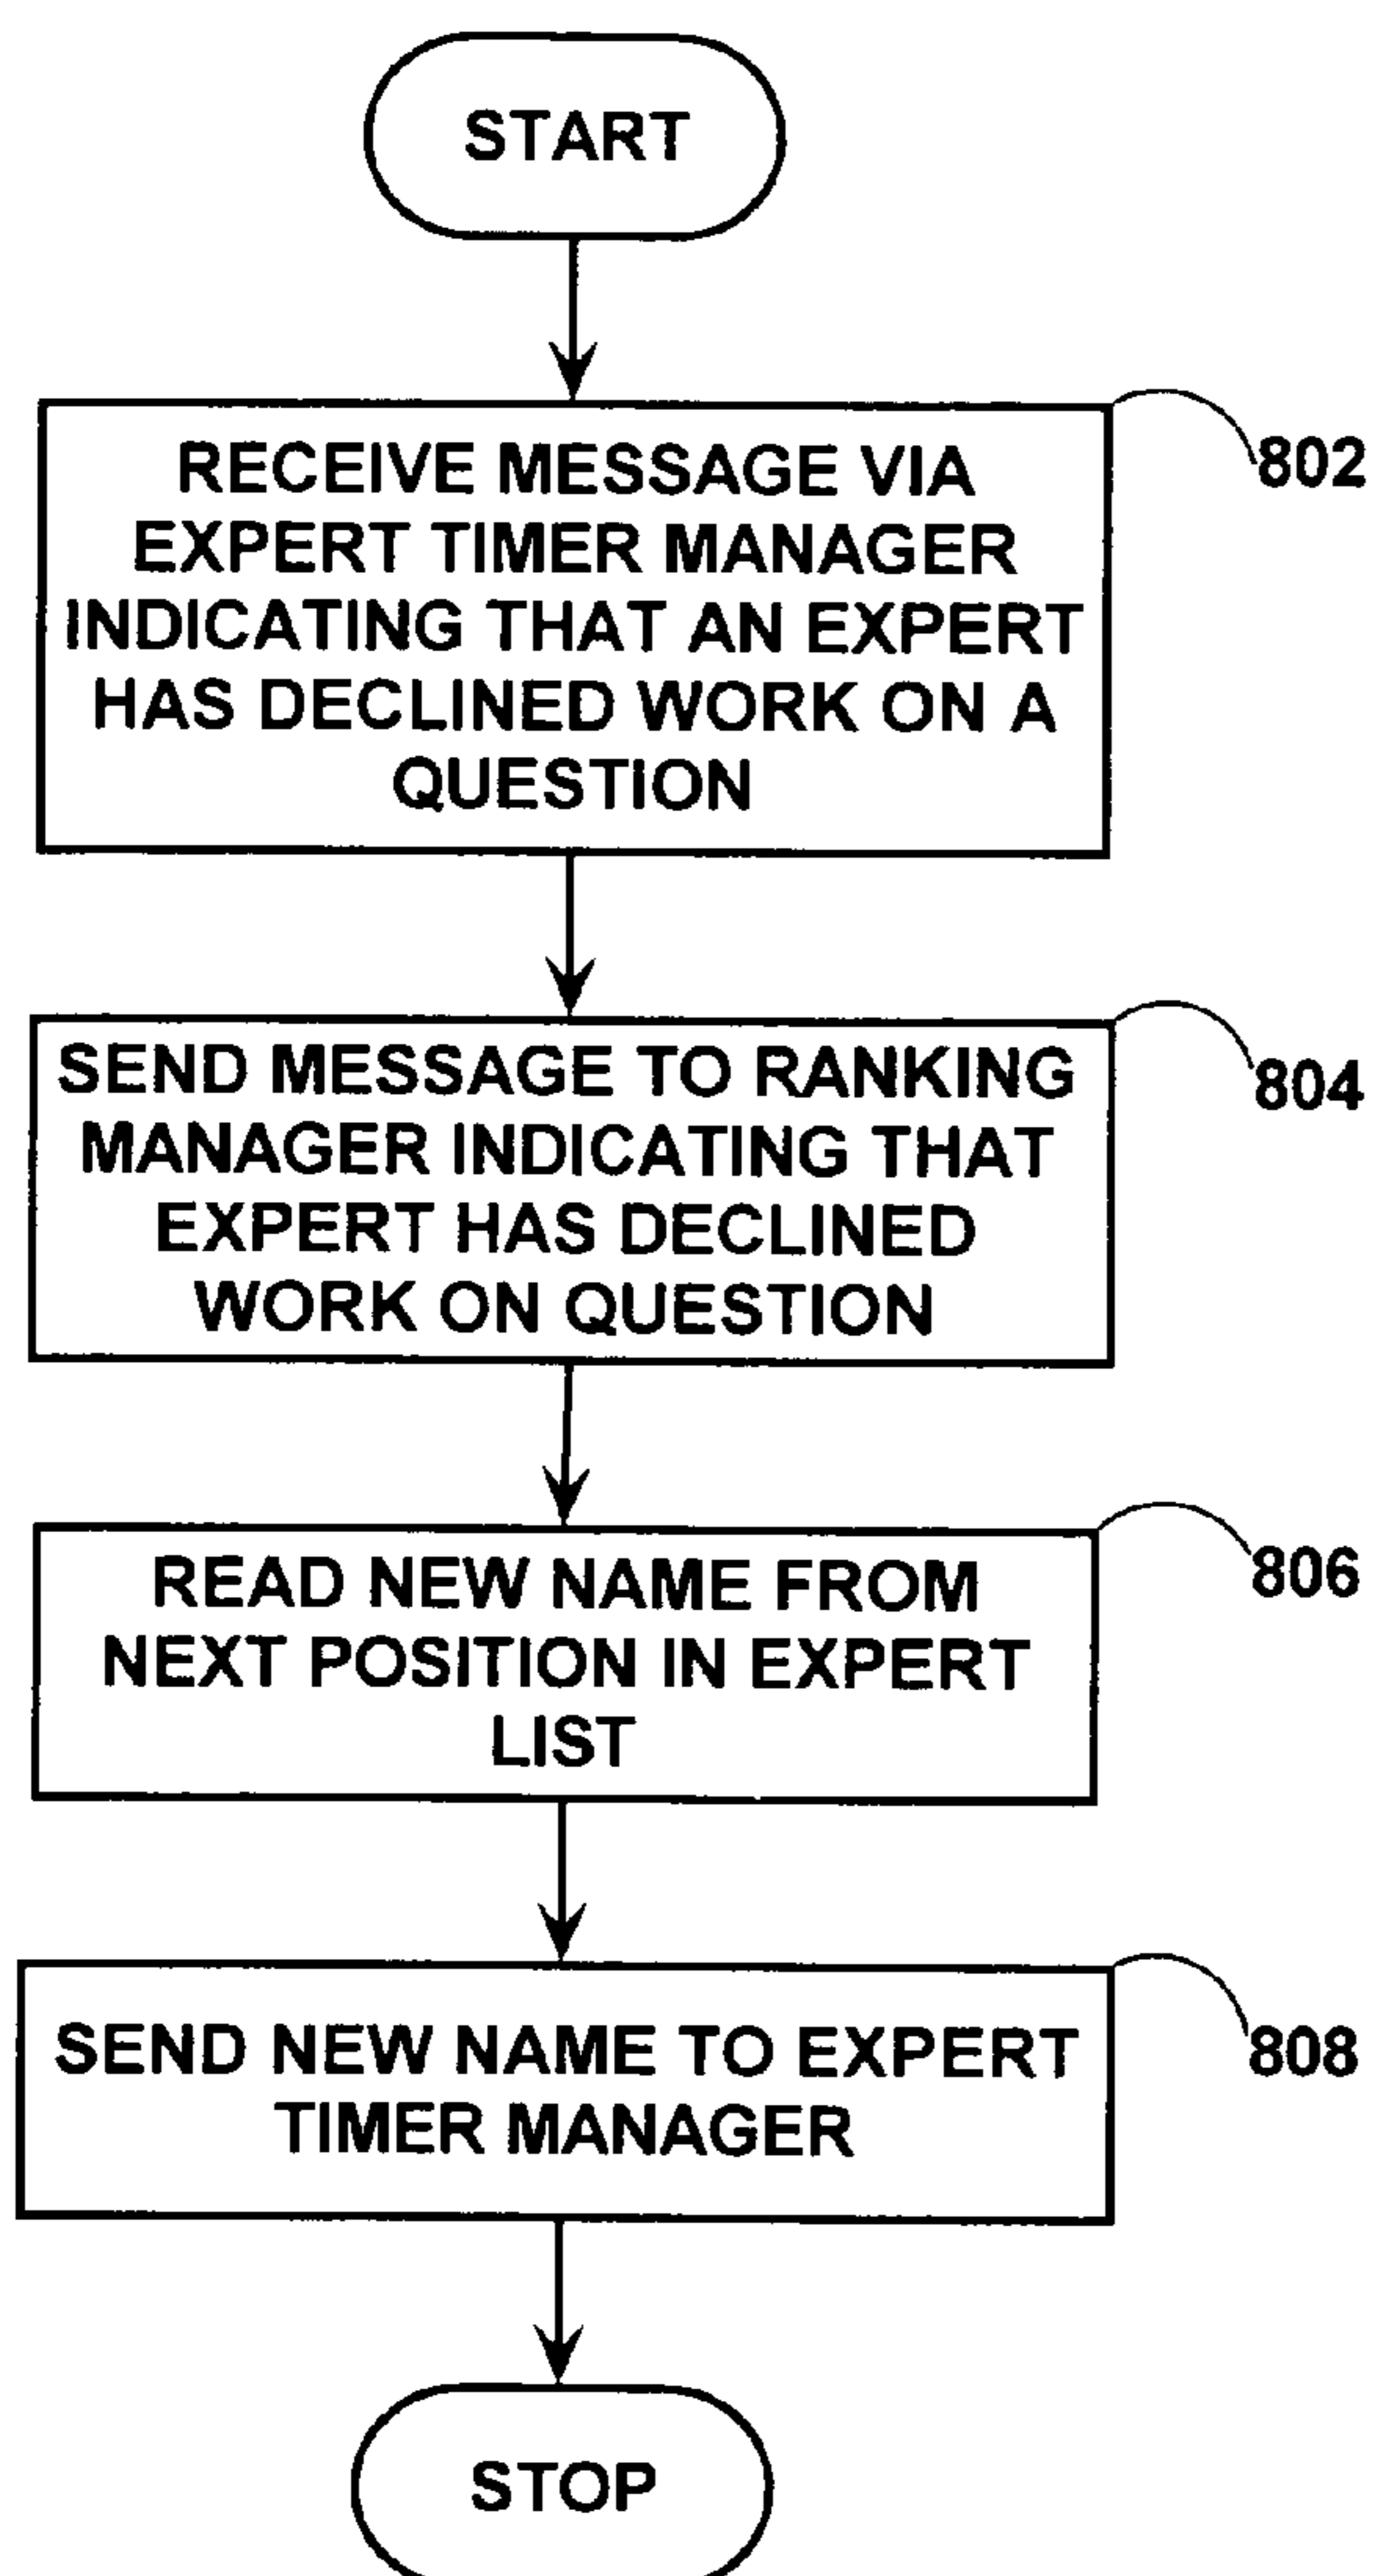 START
RECEIVE MESSAGE VIA
EXPERT TIMER MANAGER
INDICATING THAT AN EXPERT
HAS DECLINED WORK ON A
QUESTION
802
SEND MESSAGE TO RANKING
MANAGER INDICATING THAT
EXPERT HAS DECLINED
WORK ON QUESTION
804
READ NEW NAME FROM
NEXT POSITION IN EXPERT
LIST
806
SEND NEW NAME TO EXPERT
TIMER MANAGER
808
STOP